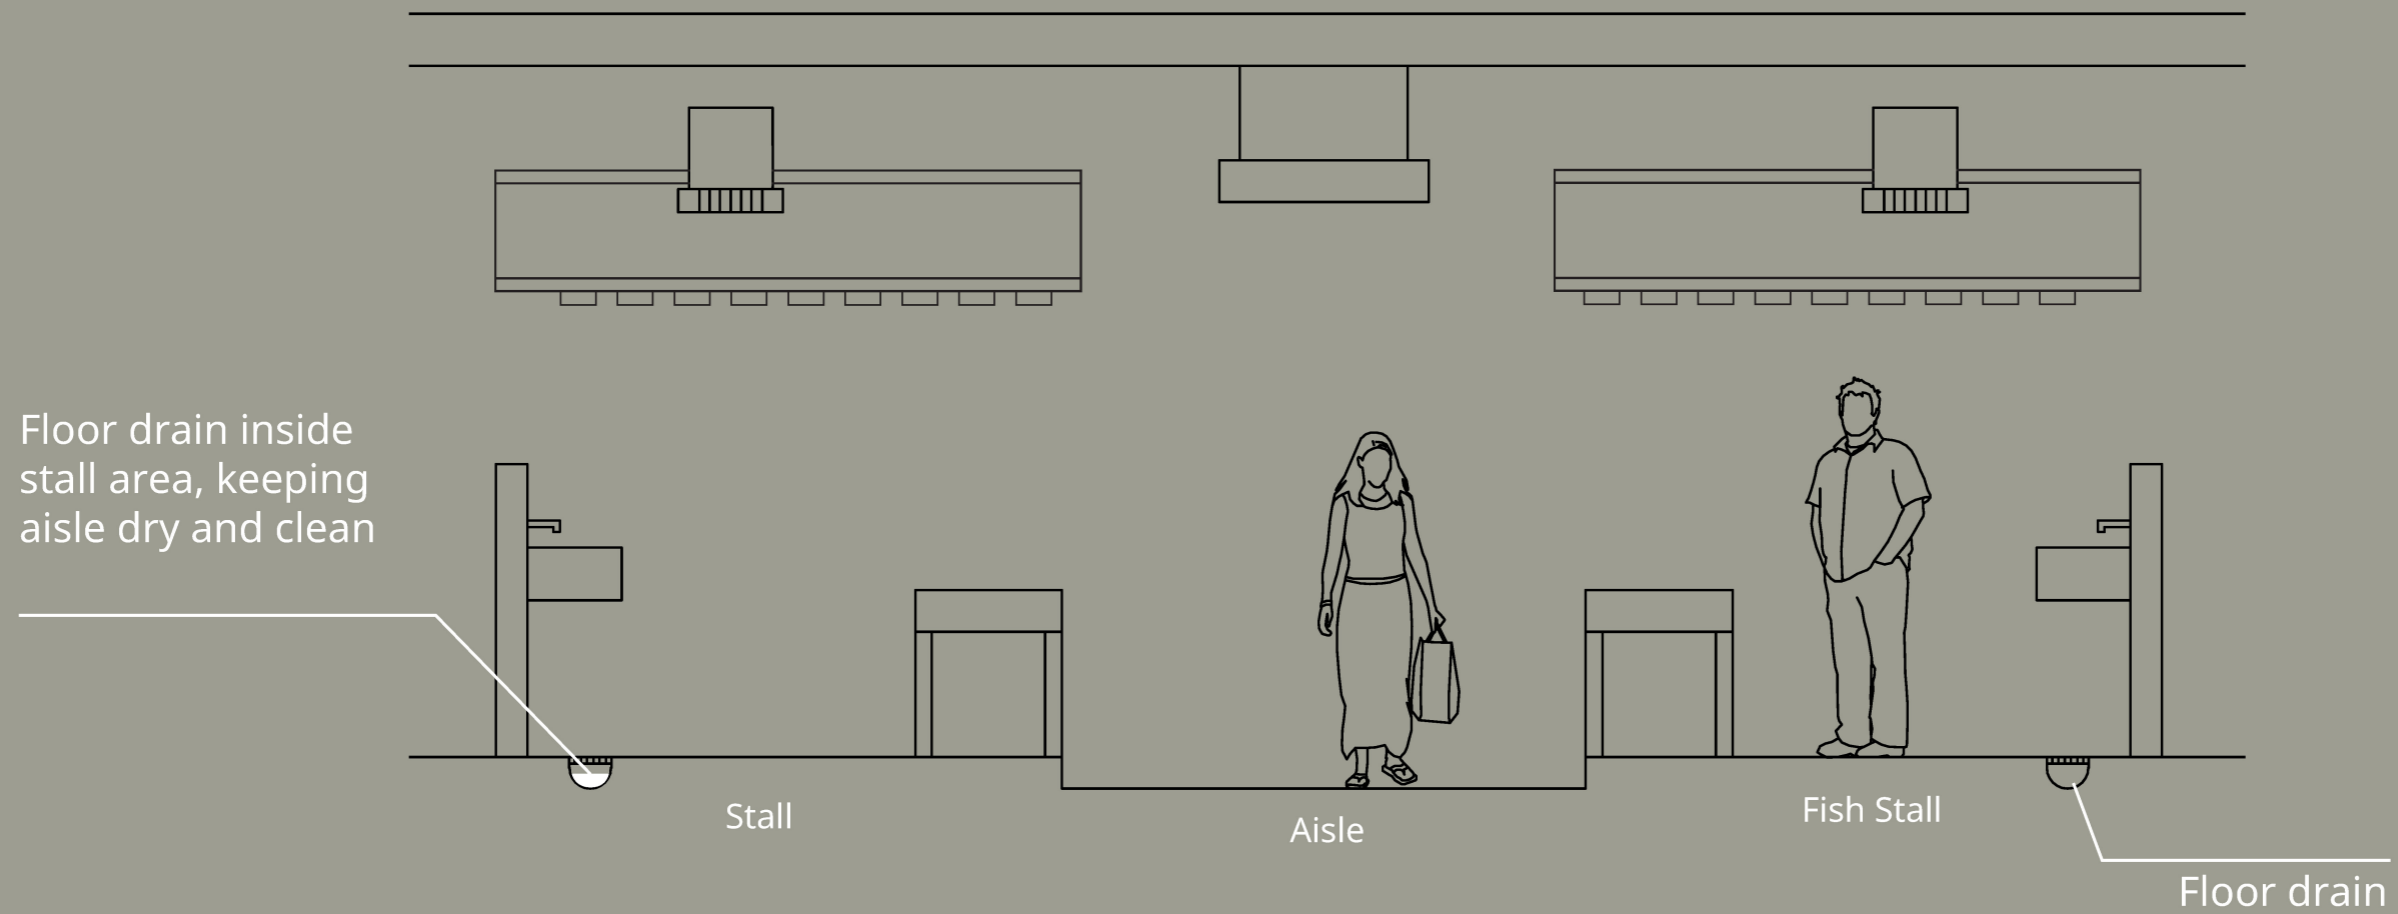 Floor drain inside
stall area, keeping
aisle dry and clean
Stall
Aisle
Fish Stall
Floor drain